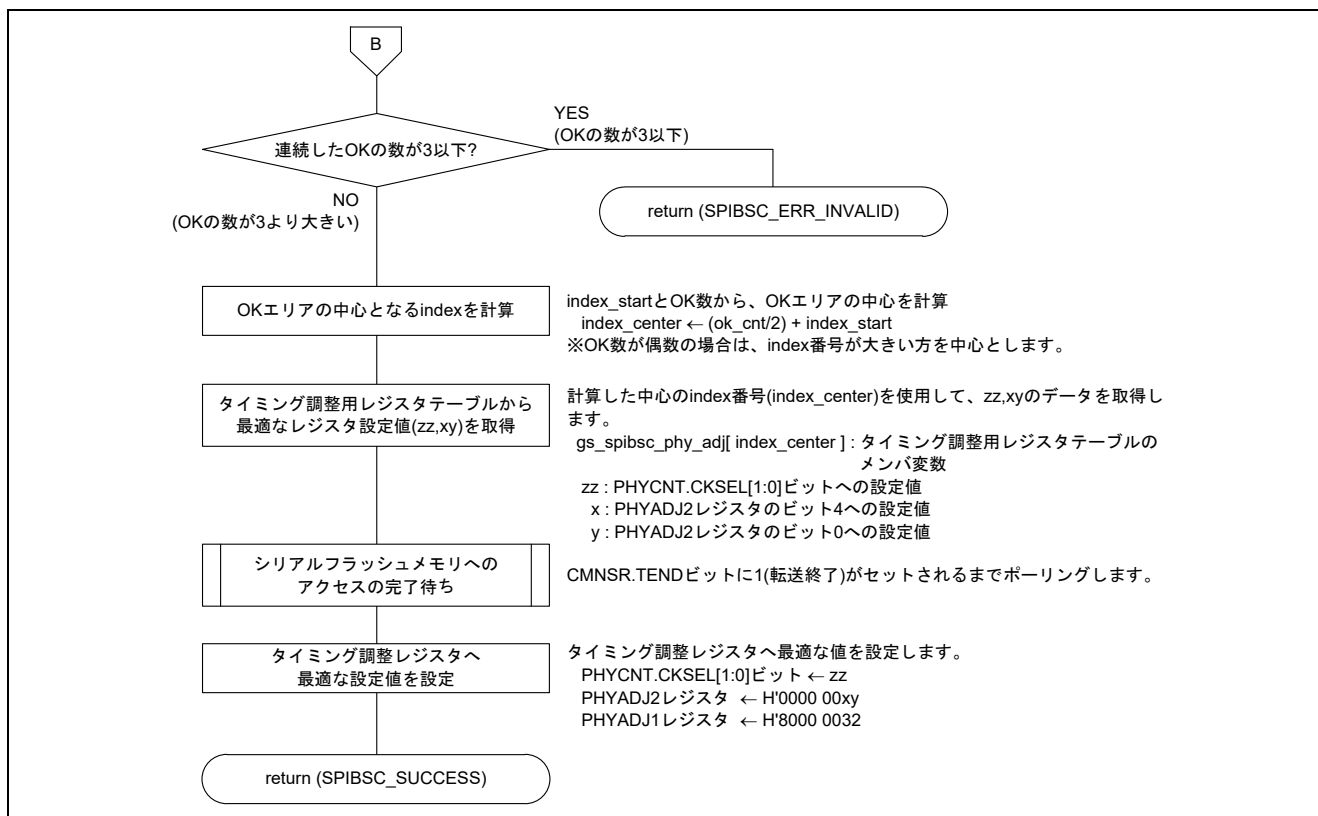 B
連続したOKの数が3以下?
YES
(OKの数が3以下)
NO
(OKの数が3より大きい)
return (SPIBSC_ERR_INVALID)
OKエリアの中心となるindexを計算
index_startとOK数から、OKエリアの中心を計算
index_center ← (ok_cnt/2) + index_start
※OK数が偶数の場合は、index番号が大きい方を中心とします。
タイミング調整用レジスタテーブルから
最適なレジスタ設定値(zz,xy)を取得
計算した中心のindex番号(index_center)を使用して、zz,xyのデータを取得し
ます。
gs_spibsc_phy_adj[ index_center ] : タイミング調整用レジスタテーブルの
メンバ変数
zz : PHYCNT.CKSEL[1:0]ビットへの設定値
x : PHYADJ2レジスタのビット4への設定値
y : PHYADJ2レジスタのビット0への設定値
シリアルフラッシュメモリへの
アクセスの完了待ち
CMNSR.TENDビットに1(転送終了)がセットされるまでポーリングします。
タイミング調整レジスタへ
最適な設定値を設定
タイミング調整レジスタへ最適な値を設定します。
PHYCNT.CKSEL[1:0]ビット ← zz
PHYADJ2レジスタ ← H'0000 00xy
PHYADJ1レジスタ ← H'8000 0032
return (SPIBSC_SUCCESS)